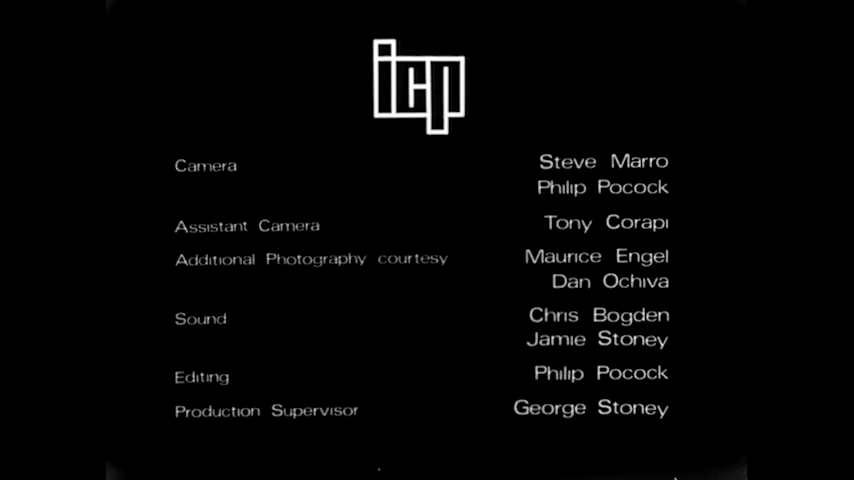 icp
Camera Steve Marro
Philip Pocock
Assistant Camera Tony Corapi
Additional Photography courtesy Maurice Engel
Dan Ochiva
Sound Chris Bogden
Jamie Stoney
Editing Philip Pocock
Production Supervisor George Stoney